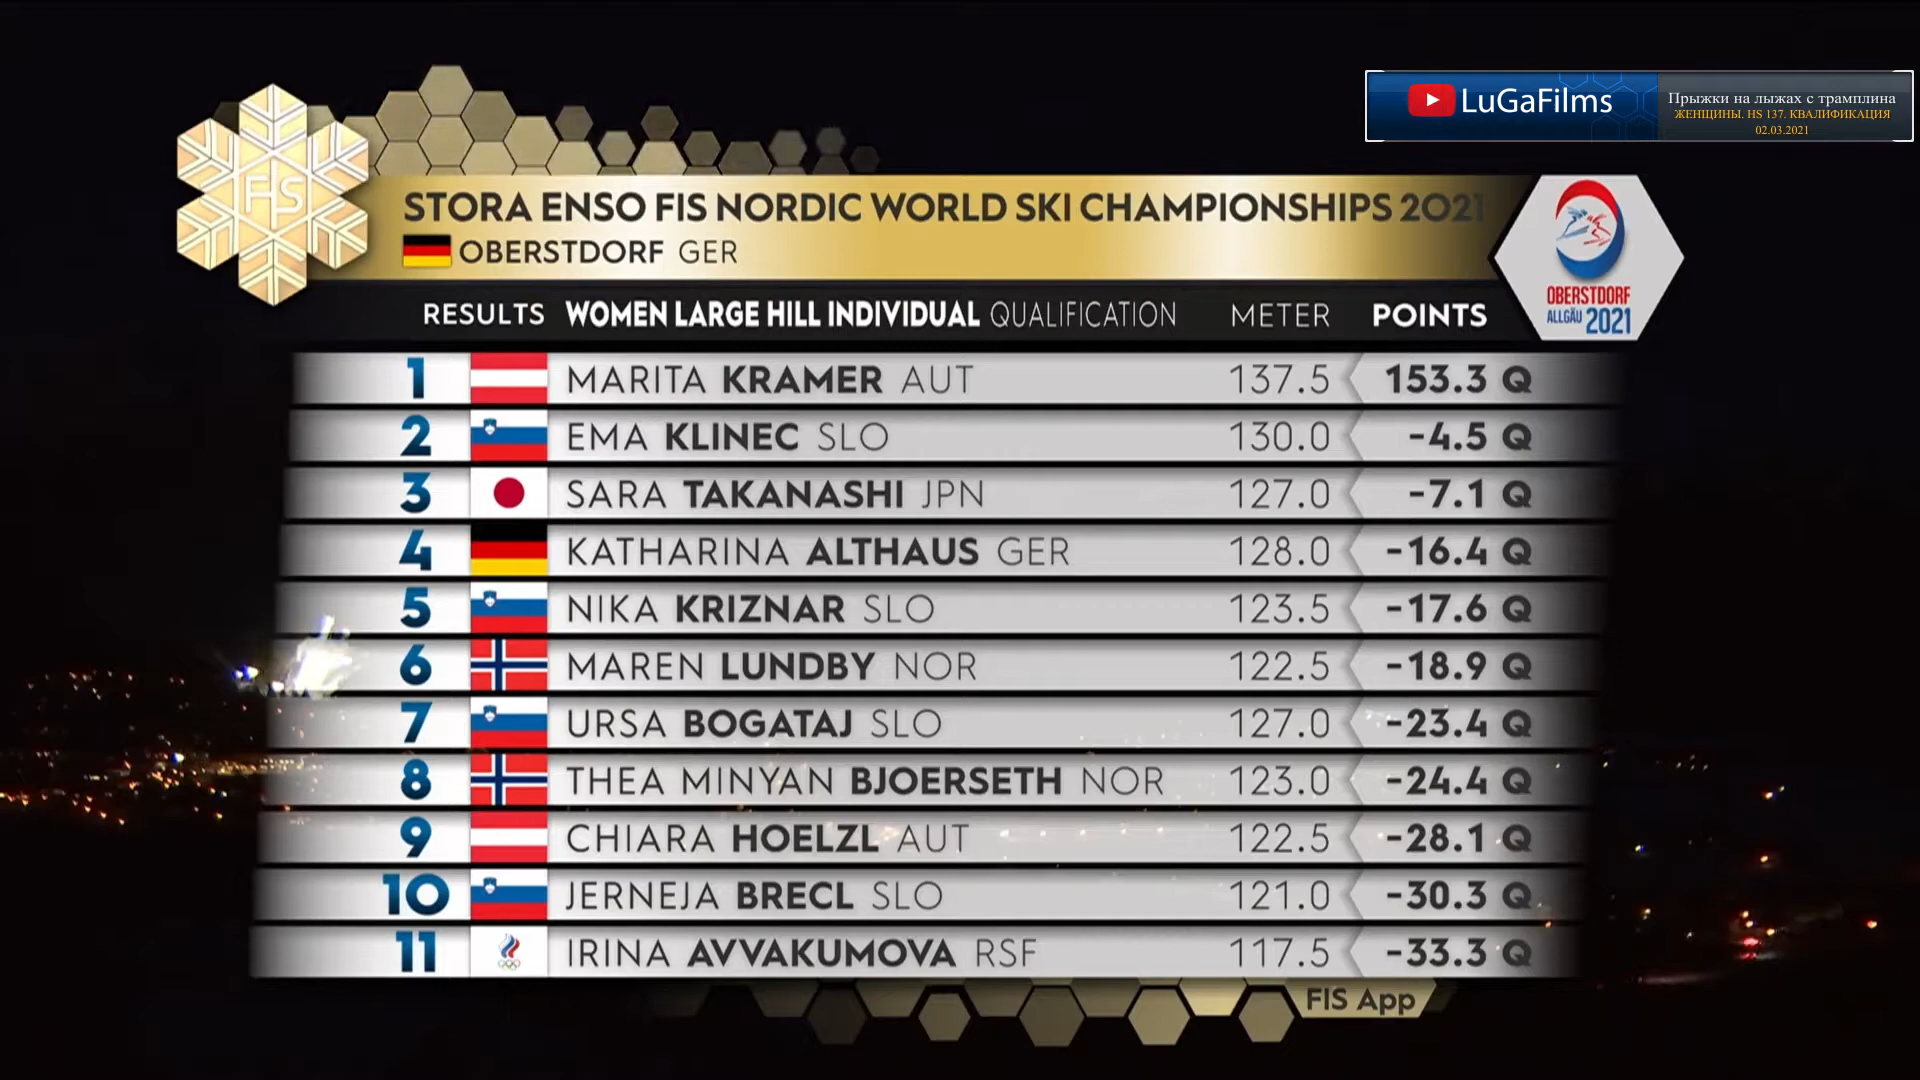 LuGaFilms
Прыжки на лыжах с трамплина
ЖЕНЩИНЫ. HS 137. КВАЛИФИКАЦИЯ
02.03.2021
FIS
STORA ENSO FIS NORDIC WORLD SKI CHAMPIONSHIPS 2021
OBERSTDORF GER
OBERSTDORF
ALLGÄU 2021
RESULTS WOMEN LARGE HILL INDIVIDUAL QUALIFICATION METER POINTS
1 MARITA KRAMER AUT 137.5 153.3 Q
2 EMA KLINEC SLO 130.0 -4.5 Q
3 SARA TAKANASHI JPN 127.0 -7.1 Q
4 KATHARINA ALTHAUS GER 128.0 -16.4 Q
5 NIKA KRIZNAR SLO 123.5 -17.6 Q
6 MAREN LUNDBY NOR 122.5 -18.9 Q
7 URSA BOGATAJ SLO 127.0 -23.4 Q
8 THEA MINYAN BJOERSETH NOR 123.0 -24.4 Q
9 CHIARA HOELZL AUT 122.5 -28.1 Q
10 JERNEJA BRECL SLO 121.0 -30.3 Q
11 IRINA AVVAKUMOVA RSF 117.5 -33.3 Q
FIS App